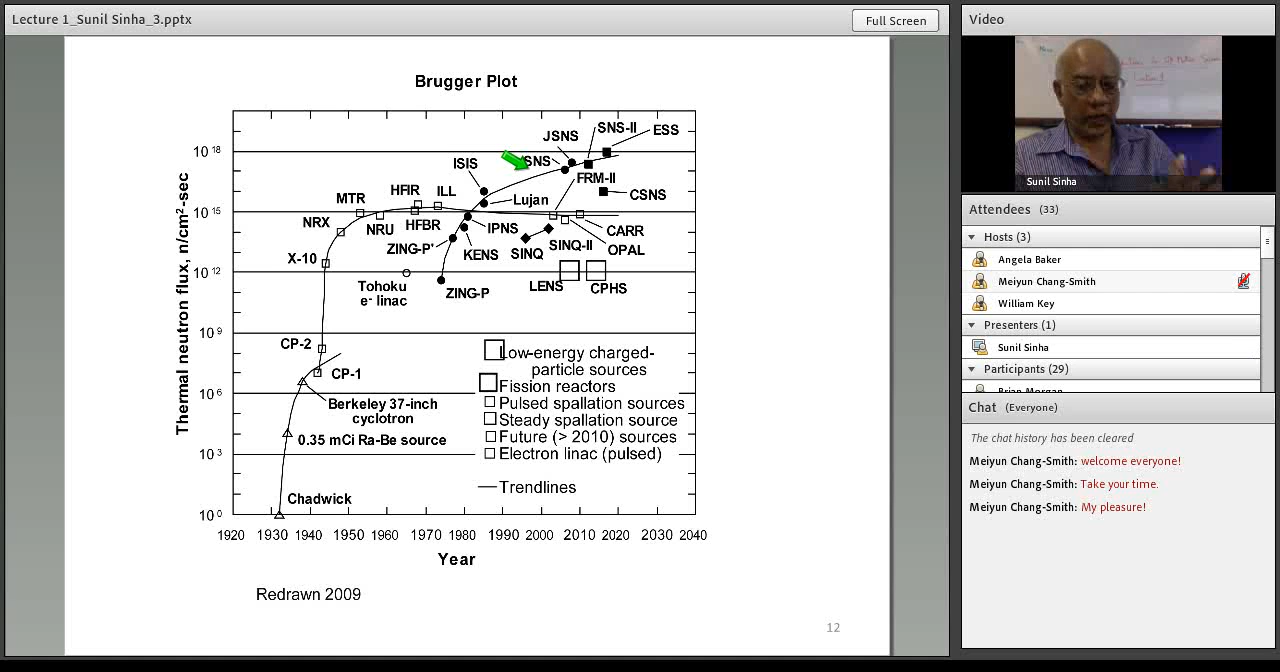 Lecture 1_Sunil Sinha_3.pptx
Full Screen
Brugger Plot
Thermal neutron flux, n/cm²-sec
10 18
10 15
10 12
10 9
10 6
10 3
10 0
1920 1930 1940 1950 1960 1970 1980 1990 2000 2010 2020 2030 2040
Year
SNS-II
ESS
JSNS
SNS
ISIS
FRM-II
CSNS
HFIR
ILL
MTR
Lujan
NRX
NRU
HFBR
IPNS
CARR
ZING-P'
KENS
SINQ
SINQ-II
OPAL
X-10
Tohoku
e- linac
ZING-P
LENS
CPHS
CP-2
CP-1
Berkeley 37-inch
cyclotron
0.35 mCi Ra-Be source
Chadwick
Low-energy charged-
particle sources
Fission reactors
Pulsed spallation sources
Steady spallation source
Future (> 2010) sources
Electron linac (pulsed)
Trendlines
Redrawn 2009
12
Video
Lecture 1
Sunil Sinha
Attendees (33)
Hosts (3)
Angela Baker
Meiyun Chang-Smith
William Key
Presenters (1)
Sunil Sinha
Participants (29)
Chat (Everyone)
The chat history has been cleared
Meiyun Chang-Smith: welcome everyone!
Meiyun Chang-Smith: Take your time.
Meiyun Chang-Smith: My pleasure!